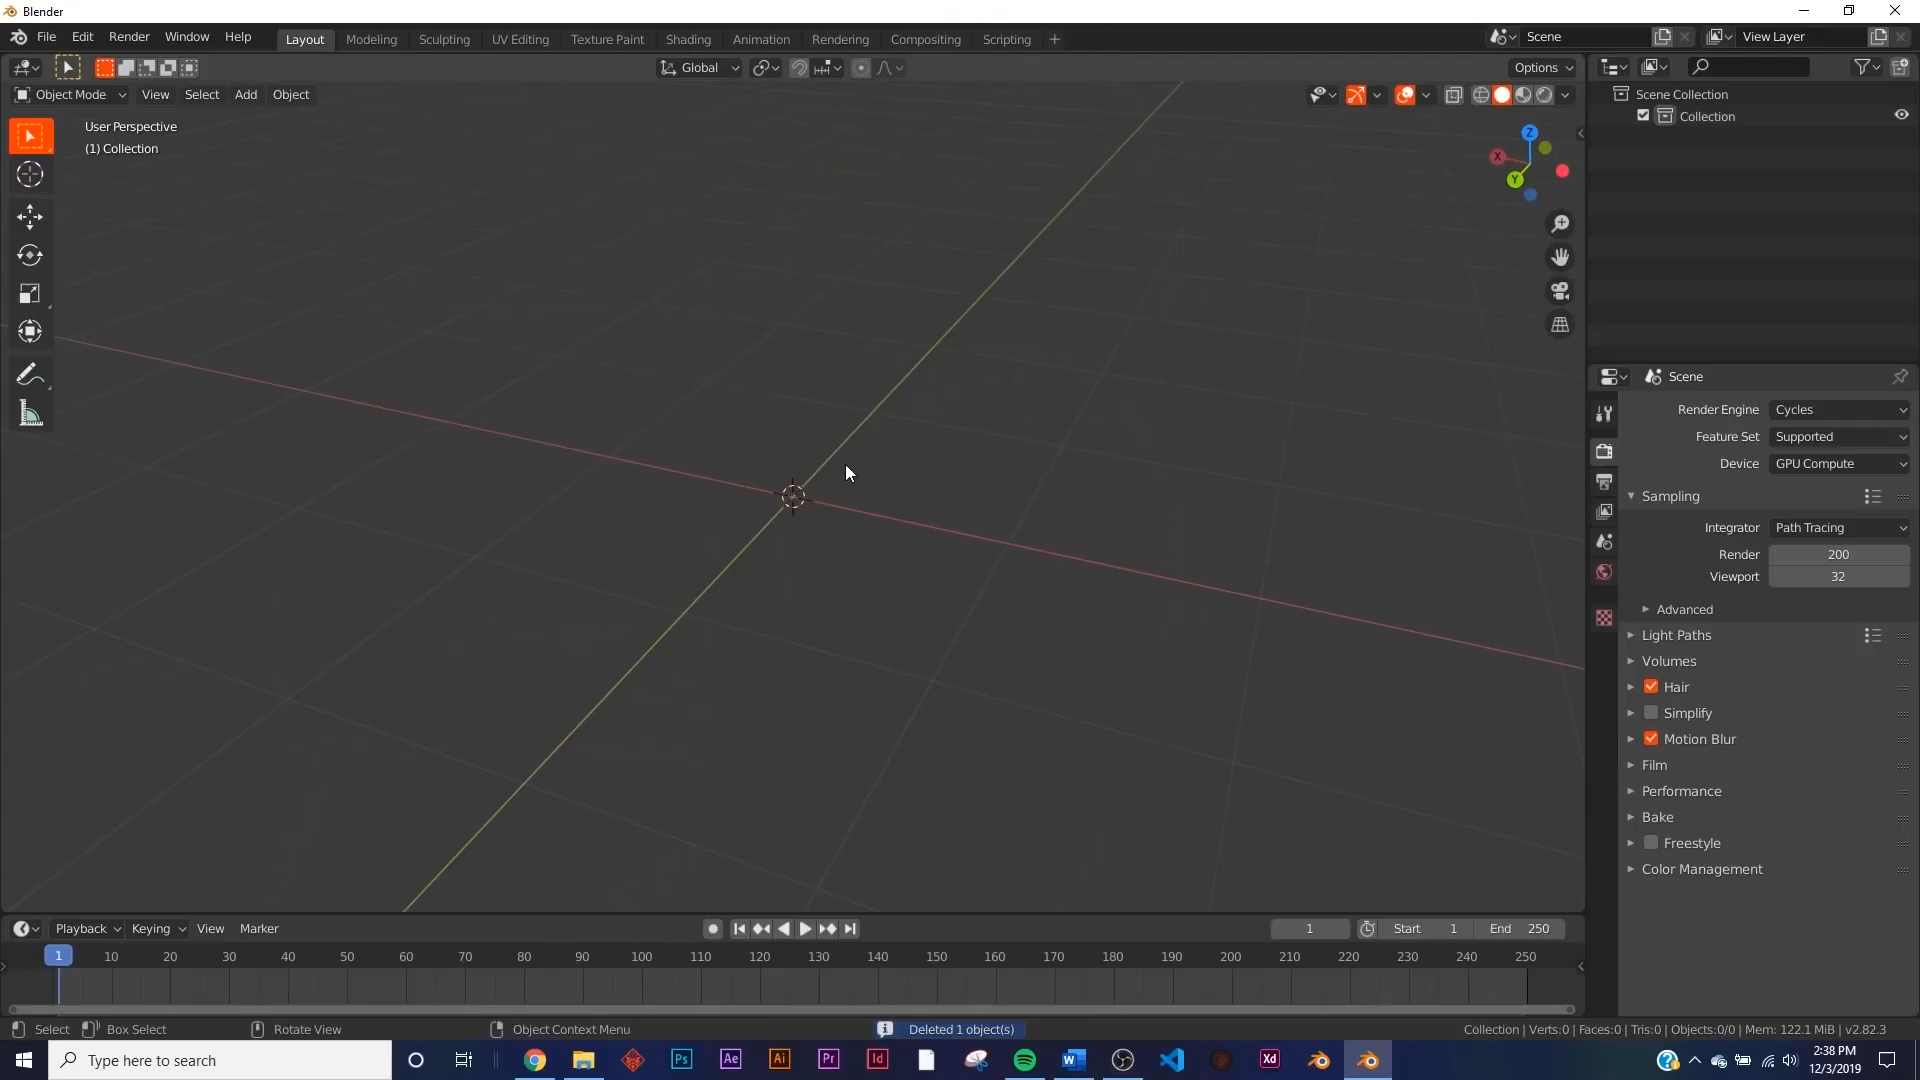 Blender
File Edit Render Window Help Layout Modeling Sculpting UV Editing Texture Paint Shading Animation Rendering Compositing Scripting + Scene View Layer
Global Options
Object Mode View Select Add Object
User Perspective
(1) Collection
Z
X
Y
Scene Collection
Collection
Scene
Render Engine Cycles
Feature Set Supported
Device GPU Compute
Sampling
Integrator Path Tracing
Render 200
Viewport 32
Advanced
Light Paths
Volumes
Hair
Simplify
Motion Blur
Film
Performance
Bake
Freestyle
Color Management
Playback Keying View Marker 1 Start 1 End 250
1 10 20 30 40 50 60 70 80 90 100 110 120 130 140 150 160 170 180 190 200 210 220 230 240 250
Select Box Select Rotate View Object Context Menu Deleted 1 object(s) Collection | Verts:0 | Faces:0 | Tris:0 | Objects:0/0 | Mem: 122.1 MiB | v2.82.3
Type here to search Ps Ae Ai Pr Id W Xd
2:38 PM
12/3/2019